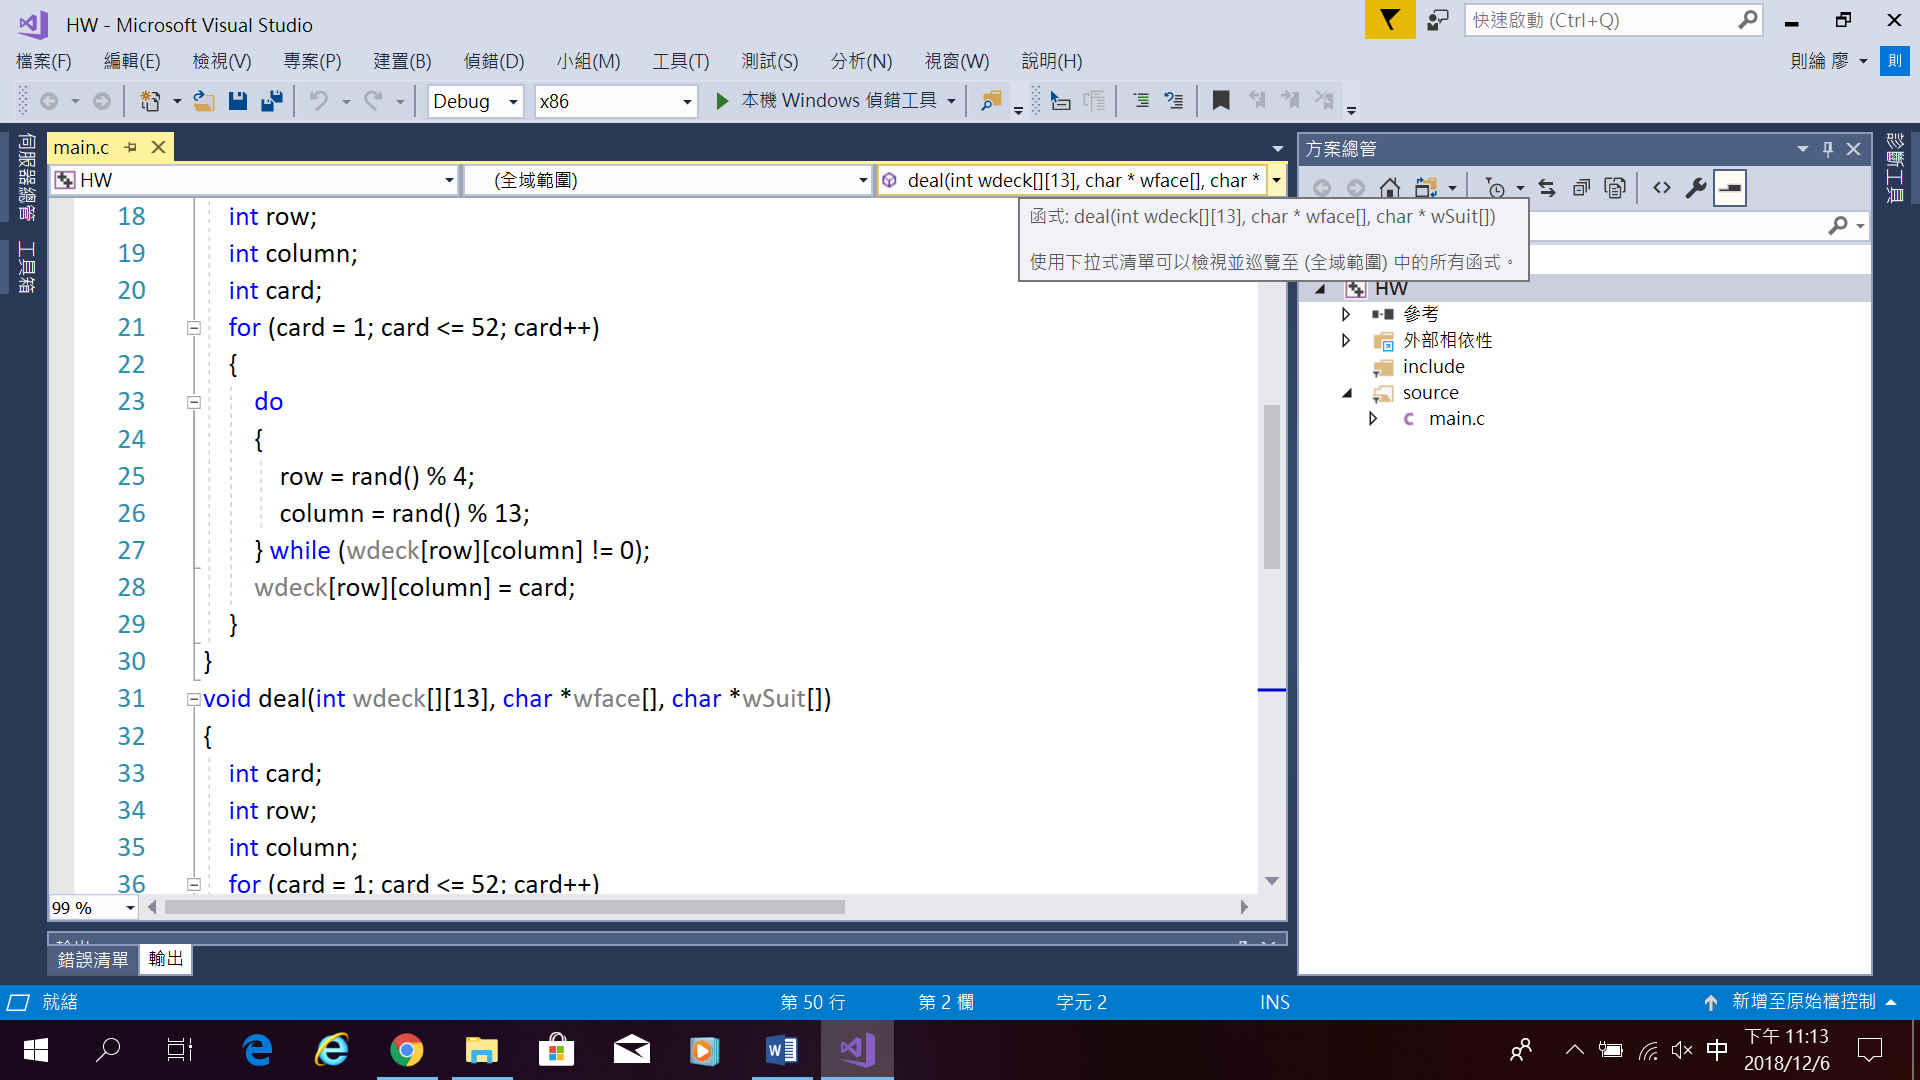 HW - Microsoft Visual Studio
快速啟動 (Ctrl+Q)
檔案(F) 編輯(E) 檢視(V) 專案(P) 建置(B) 偵錯(D) 小組(M) 工具(T) 測試(S) 分析(N) 視窗(W) 說明(H)
則綸 廖 則
Debug x86 本機 Windows 偵錯工具
伺服器總管
工具箱
main.c
HW (全域範圍) deal(int wdeck[][13], char * wface[], char *
函式: deal(int wdeck[][13], char * wface[], char * wSuit[])
使用下拉式清單可以檢視並巡覽至 (全域範圍) 中的所有函式。
18 int row;
19 int column;
20 int card;
21 for (card = 1; card <= 52; card++)
22 {
23 do
24 {
25 row = rand() % 4;
26 column = rand() % 13;
27 } while (wdeck[row][column] != 0);
28 wdeck[row][column] = card;
29 }
30 }
31 void deal(int wdeck[][13], char *wface[], char *wSuit[])
32 {
33 int card;
34 int row;
35 int column;
36 for (card = 1; card <= 52; card++)
99 %
錯誤清單 輸出
方案總管
HW
參考
外部相依性
include
source
main.c
診斷工具
就緒 第 50 行 第 2 欄 字元 2 INS 新增至原始檔控制
中
下午 11:13
2018/12/6